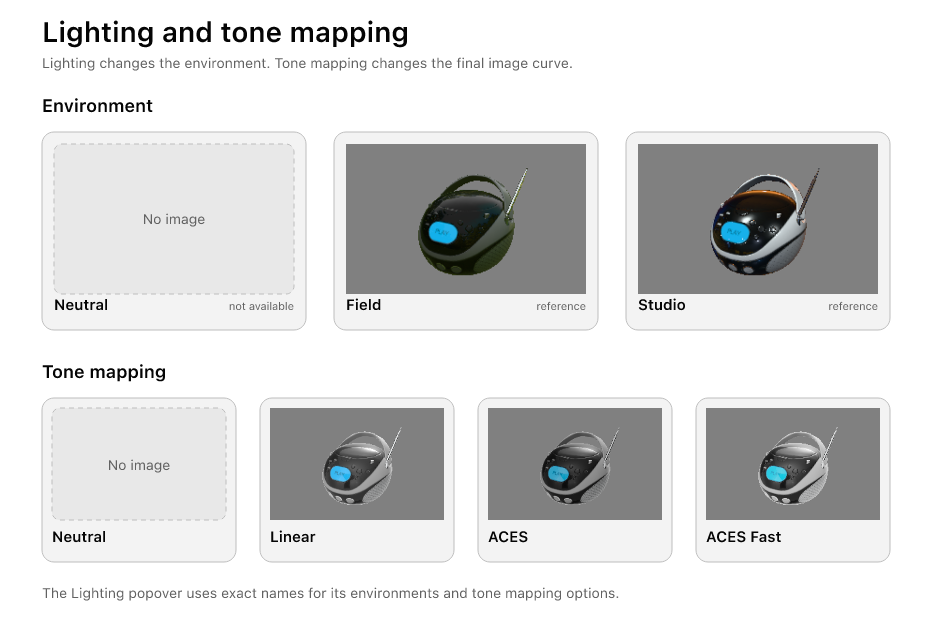 Lighting and tone mapping
Lighting changes the environment. Tone mapping changes the final image curve.
Environment
No image
Neutral
not available
Field
reference
Studio
reference
Tone mapping
No image
Neutral
Linear
ACES
ACES Fast
The Lighting popover uses exact names for its environments and tone mapping options.